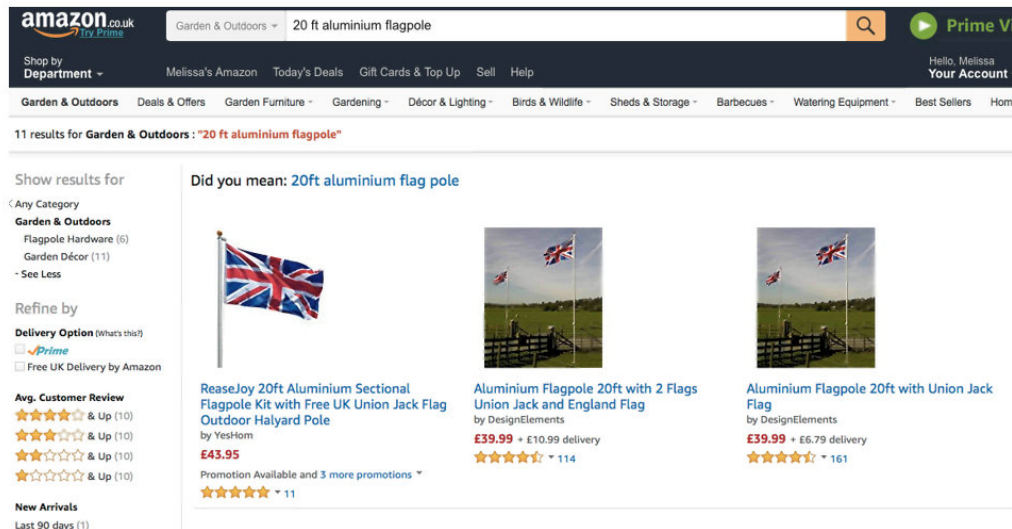 amazon.co.uk
Try Prime
Garden & Outdoors
20 ft aluminium flagpole
Prime
Shop by
Department
Melissa's Amazon Today's Deals Gift Cards & Top Up Sell Help
Hello, Melissa
Your Account
Garden & Outdoors Deals & Offers Garden Furniture Gardening Décor & Lighting Birds & Wildlife Sheds & Storage Barbecues Watering Equipment Best Sellers Hom
11 results for Garden & Outdoors : "20 ft aluminium flagpole"
Show results for
Any Category
Garden & Outdoors
Flagpole Hardware (6)
Garden Décor (11)
- See Less
Refine by
Delivery Option (What's this?)
Prime
Free UK Delivery by Amazon
Avg. Customer Review
& Up (10)
& Up (10)
& Up (10)
& Up (10)
New Arrivals
Last 90 days (1)
Did you mean: 20ft aluminium flag pole
ReaseJoy 20ft Aluminium Sectional
Flagpole Kit with Free UK Union Jack Flag
Outdoor Halyard Pole
by YesHom
£43.95
Promotion Available and 3 more promotions
11
Aluminium Flagpole 20ft with 2 Flags
Union Jack and England Flag
by DesignElements
£39.99 + £10.99 delivery
114
Aluminium Flagpole 20ft with Union Jack
Flag
by DesignElements
£39.99 + £6.79 delivery
161